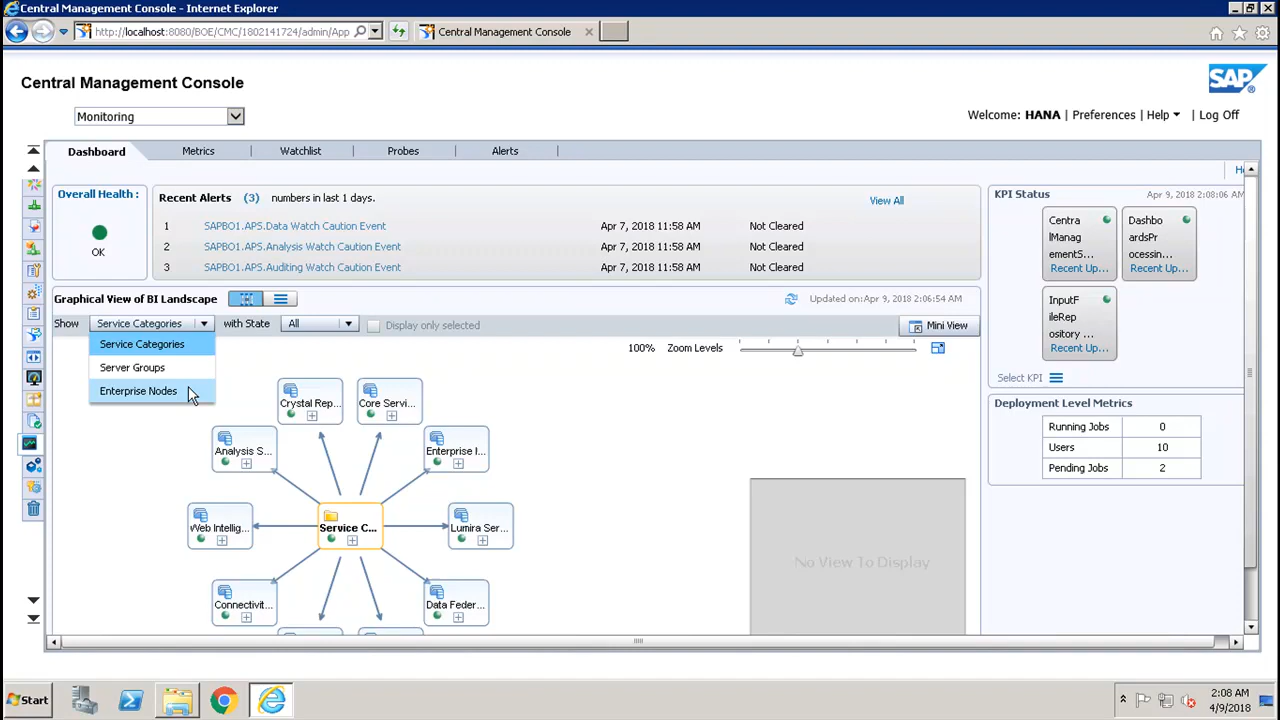 Central Management Console - Internet Explorer
http://localhost:8080/BOE/CMC/1802141724/admin/App
Central Management Console
Central Management Console
SAP
Monitoring
Welcome: HANA | Preferences | Help | Log Off
Dashboard
Metrics
Watchlist
Probes
Alerts
He
Overall Health :
OK
Recent Alerts (3) numbers in last 1 days.
View All
1 SAPBO1.APS.Data Watch Caution Event Apr 7, 2018 11:58 AM Not Cleared
2 SAPBO1.APS.Analysis Watch Caution Event Apr 7, 2018 11:58 AM Not Cleared
3 SAPBO1.APS.Auditing Watch Caution Event Apr 7, 2018 11:58 AM Not Cleared
KPI Status
Apr 9, 2018 2:08:06 AM
Centra
lManag
ementS...
Recent Up...
Dashbo
ardsPr
ocessin...
Recent Up...
InputF
ileRep
ository ...
Recent Up...
Select KPI
Deployment Level Metrics
Running Jobs 0
Users 10
Pending Jobs 2
Graphical View of BI Landscape
Updated on:Apr 9, 2018 2:06:54 AM
Show Service Categories with State All Display only selected
Mini View
Service Categories
Server Groups
Enterprise Nodes
100% Zoom Levels
Crystal Rep...
Core Servi...
Analysis S...
Enterprise I...
Web Intellig...
Service C...
Lumira Ser...
Connectivit...
Data Feder...
No View To Display
Start
2:08 AM
4/9/2018